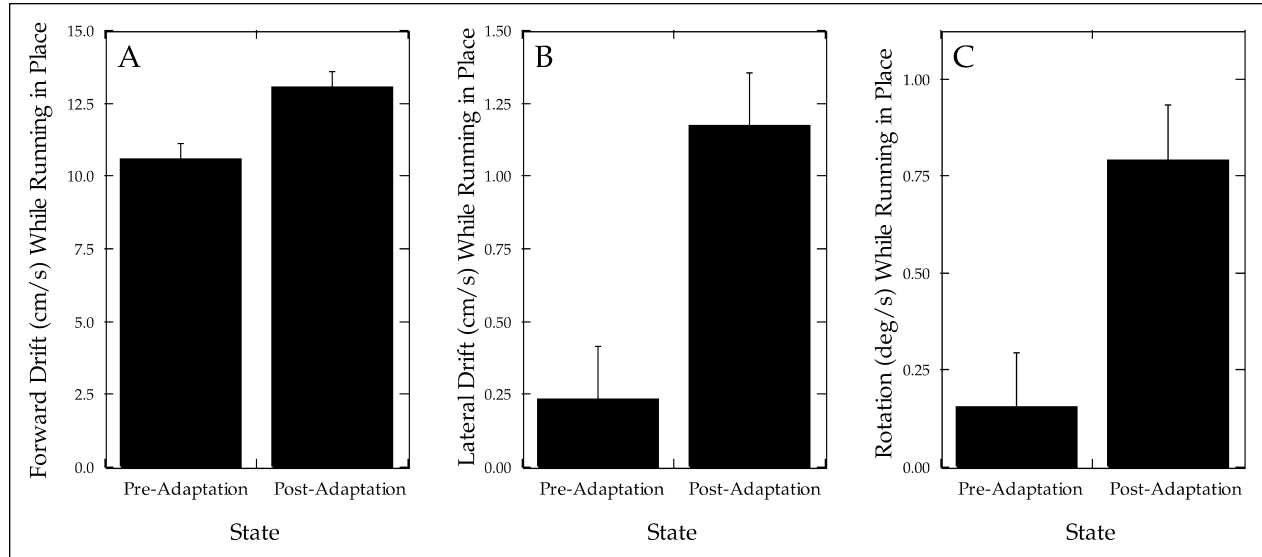 A
Forward Drift (cm/s) While Running in Place
15.0
12.5
10.0
7.5
5.0
2.5
0.0
Pre-Adaptation
Post-Adaptation
State
B
Lateral Drift (cm/s) While Running in Place
1.50
1.25
1.00
0.75
0.50
0.25
0.00
Pre-Adaptation
Post-Adaptation
State
C
Rotation (deg/s) While Running in Place
1.00
0.75
0.50
0.25
0.00
Pre-Adaptation
Post-Adaptation
State